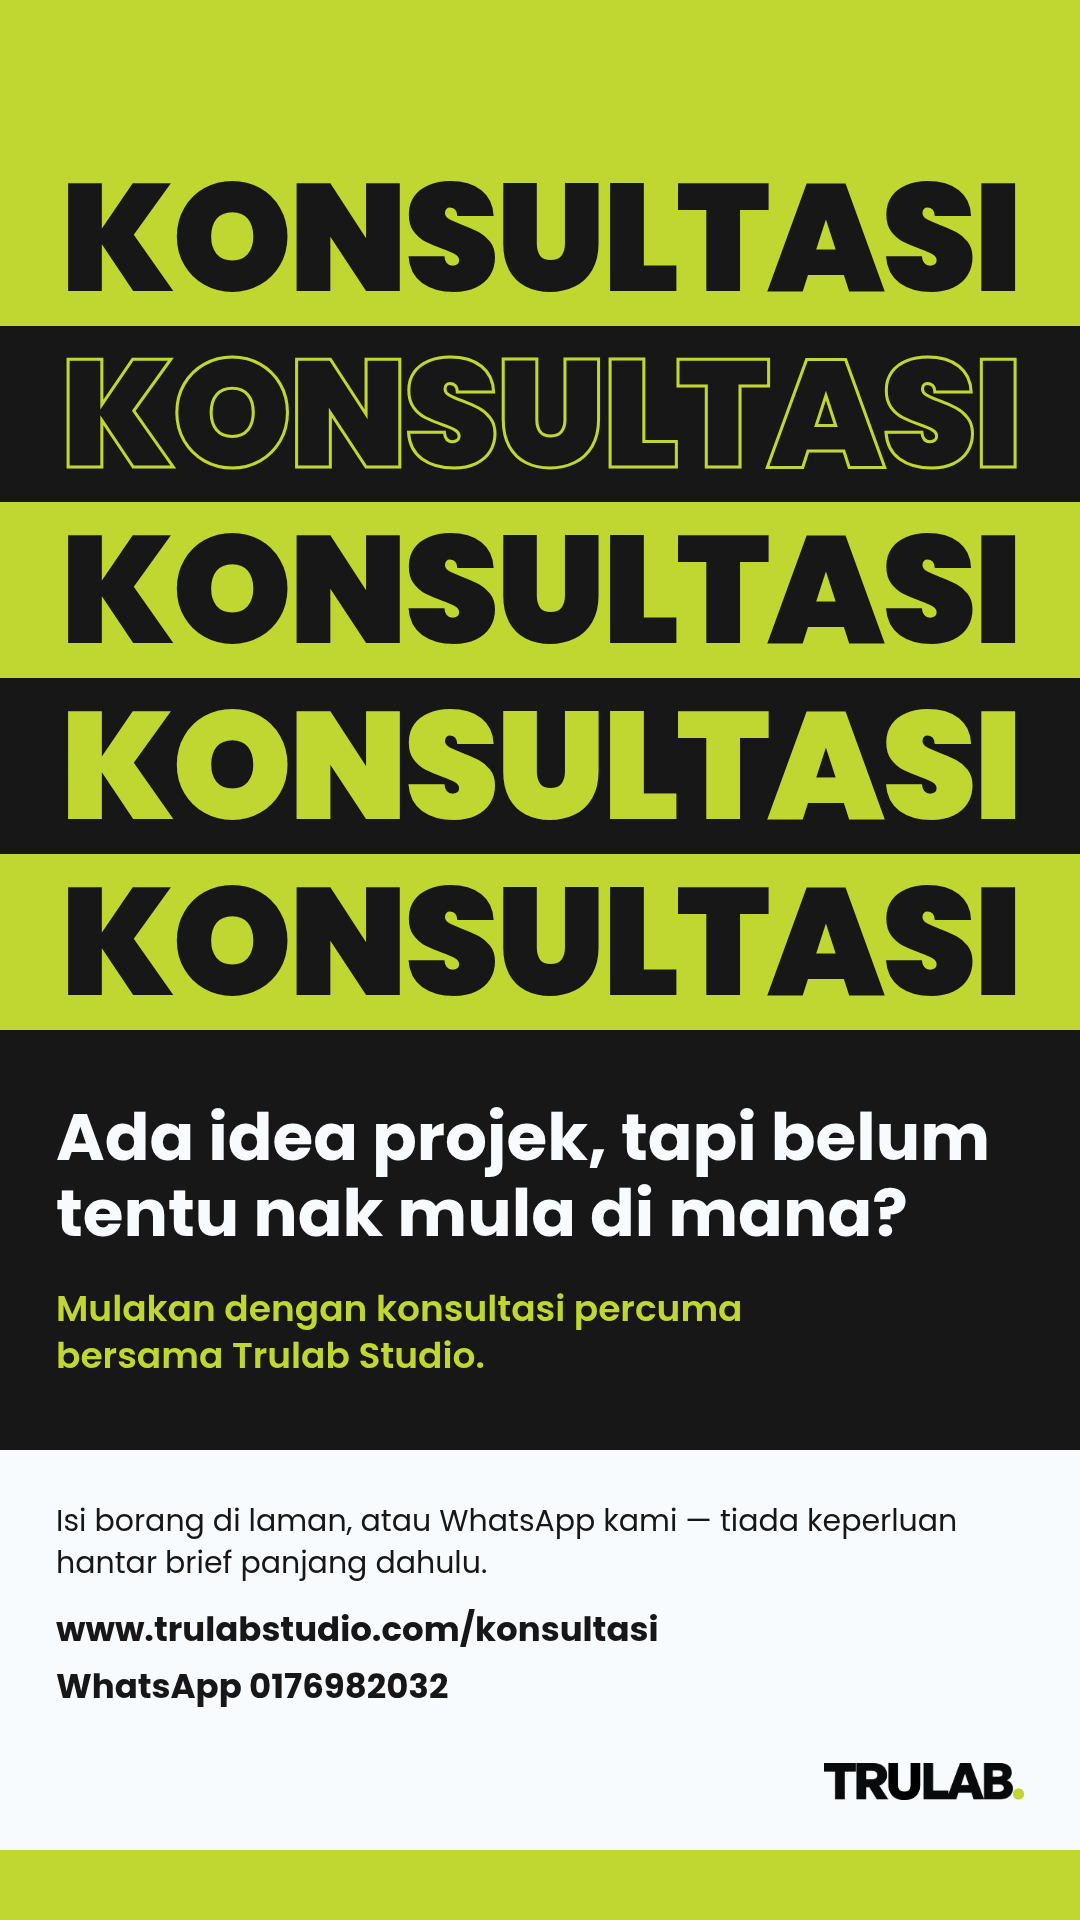 KONSULTASI
KONSULTASI
KONSULTASI
KONSULTASI
KONSULTASI
Ada idea projek, tapi belum
tentu nak mula di mana?
Mulakan dengan konsultasi percuma
bersama Trulab Studio.
Isi borang di laman, atau WhatsApp kami — tiada keperluan
hantar brief panjang dahulu.
www.trulabstudio.com/konsultasi
WhatsApp 0176982032
TRULAB.